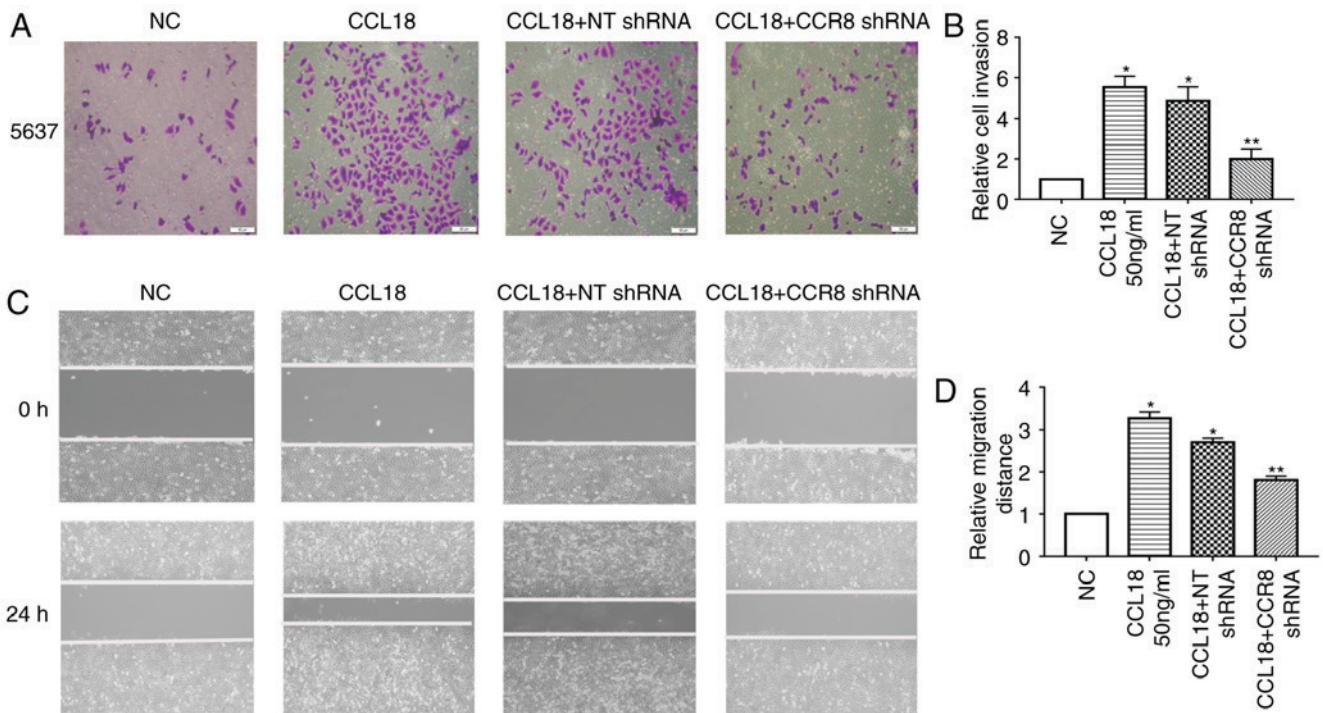 A
NC
CCL18
CCL18+NT shRNA
CCL18+CCR8 shRNA
5637
B
Relative cell invasion
8
6
4
2
0
*
*
**
NC
CCL18
50ng/ml
CCL18+NT
shRNA
CCL18+CCR8
shRNA
C
NC
CCL18
CCL18+NT shRNA
CCL18+CCR8 shRNA
0 h
24 h
D
Relative migration
distance
4
3
2
1
0
*
*
**
NC
CCL18
50ng/ml
CCL18+NT
shRNA
CCL18+CCR8
shRNA